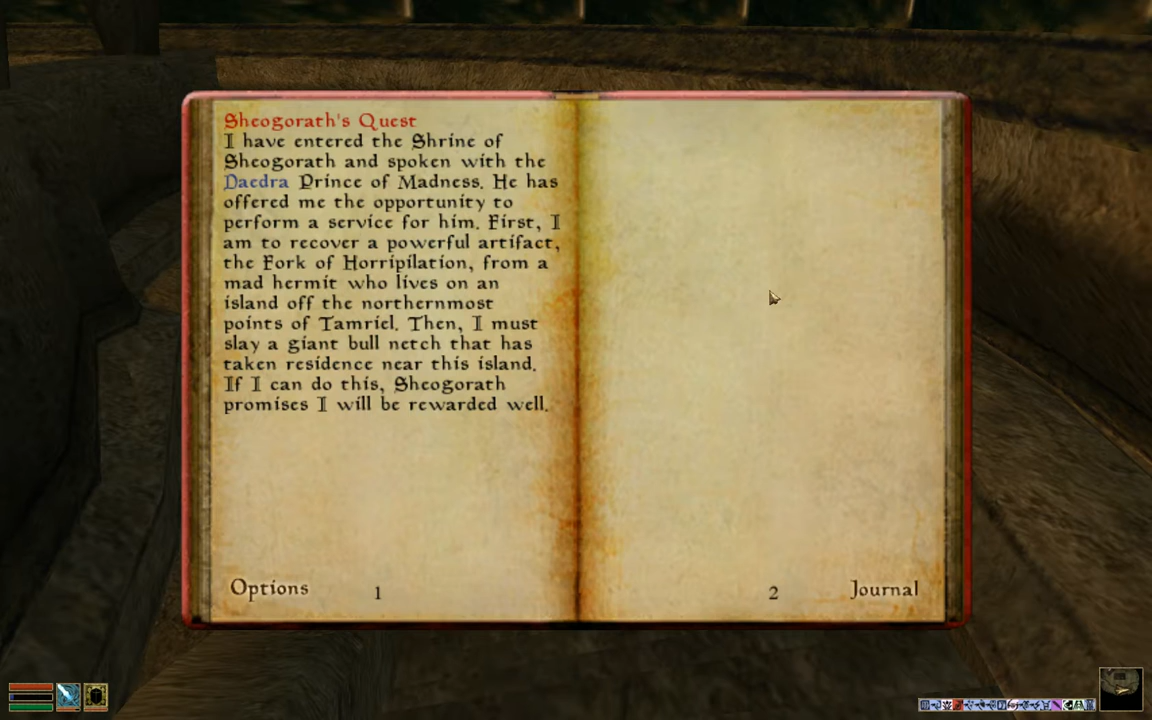 Sheogorath's Quest
I have entered the Shrine of
Sheogorath and spoken with the
Daedra Prince of Madness. He has
offered me the opportunity to
perform a service for him. First, I
am to recover a powerful artifact,
the Fork of Horripilation, from a
mad hermit who lives on an
island off the northernmost
points of Tamriel. Then, I must
slay a giant bull netch that has
taken residence near this island.
If I can do this, Sheogorath
promises I will be rewarded well.
Options 1
2 Journal